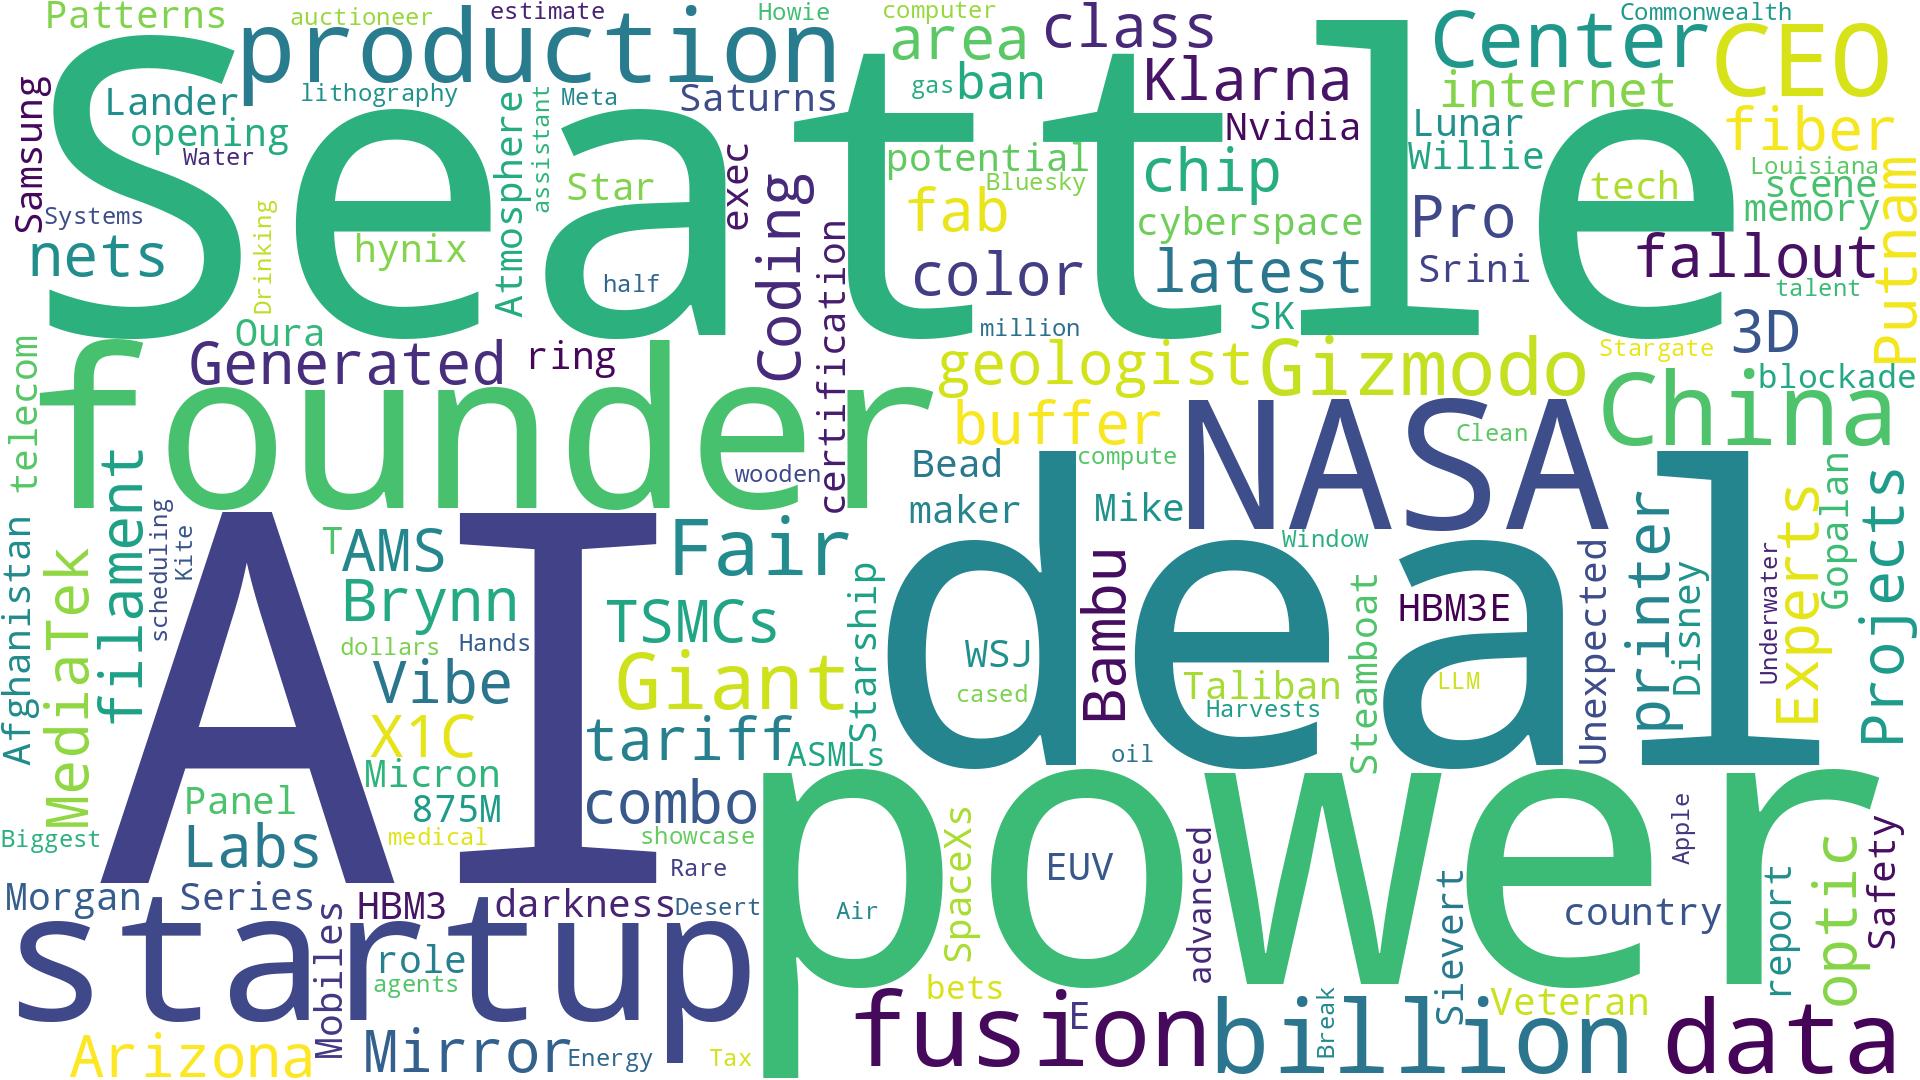 Patterns
auctioneer
estimate
Howie
computer
Commonwealth
production
area
class
Center
CEO
Samsung
Lander
lithography
Meta
Saturns
gas
ban
Klarna
internet
opening
Water
Seattle
Atmosphere
assistant
Star
exec
potential
Bluesky
Nvidia
chip
Lunar
Willie
fiber
Louisiana
scene
tech
memory
Putnam
Systems
nets
Drinking
hynix
half
Coding
certification
fab
color
cyberspace
latest
Pro
Srini
fallout
talent
Oura
million
SK
Stargate
3D
blockade
telecom
Generated
ring
geologist
Gizmodo
China
founder
wooden
buffer
NASA
Clean
Bead
compute
maker
Mike
Window
Afghanistan
MediaTek
filament
scheduling
Kite
AI
T
AMS
Fair
Brynn
TSMCs
dollars
Hands
Vibe
Giant
X1C
tariff
Starship
deal
WSJ
cased
Bambu
Taliban
Harvests
Steamboat
HBM3E
LLM
Unexpected
printer
Disney
Underwater
Experts
Gopalan
Projects
Micron
ASMLs
oil
Panel
875M
combo
Biggest
Labs
medical
showcase
Rare
power
Morgan
Series
HBM3
darkness
Desert
Air
SpaceXs
EUV
advanced
Apple
country
report
optic
Safety
startup
Mobiles
role
agents
bets
E
Sievert
Veteran
Arizona
Mirror
Energy
Tax
fusion
billion
Break
data